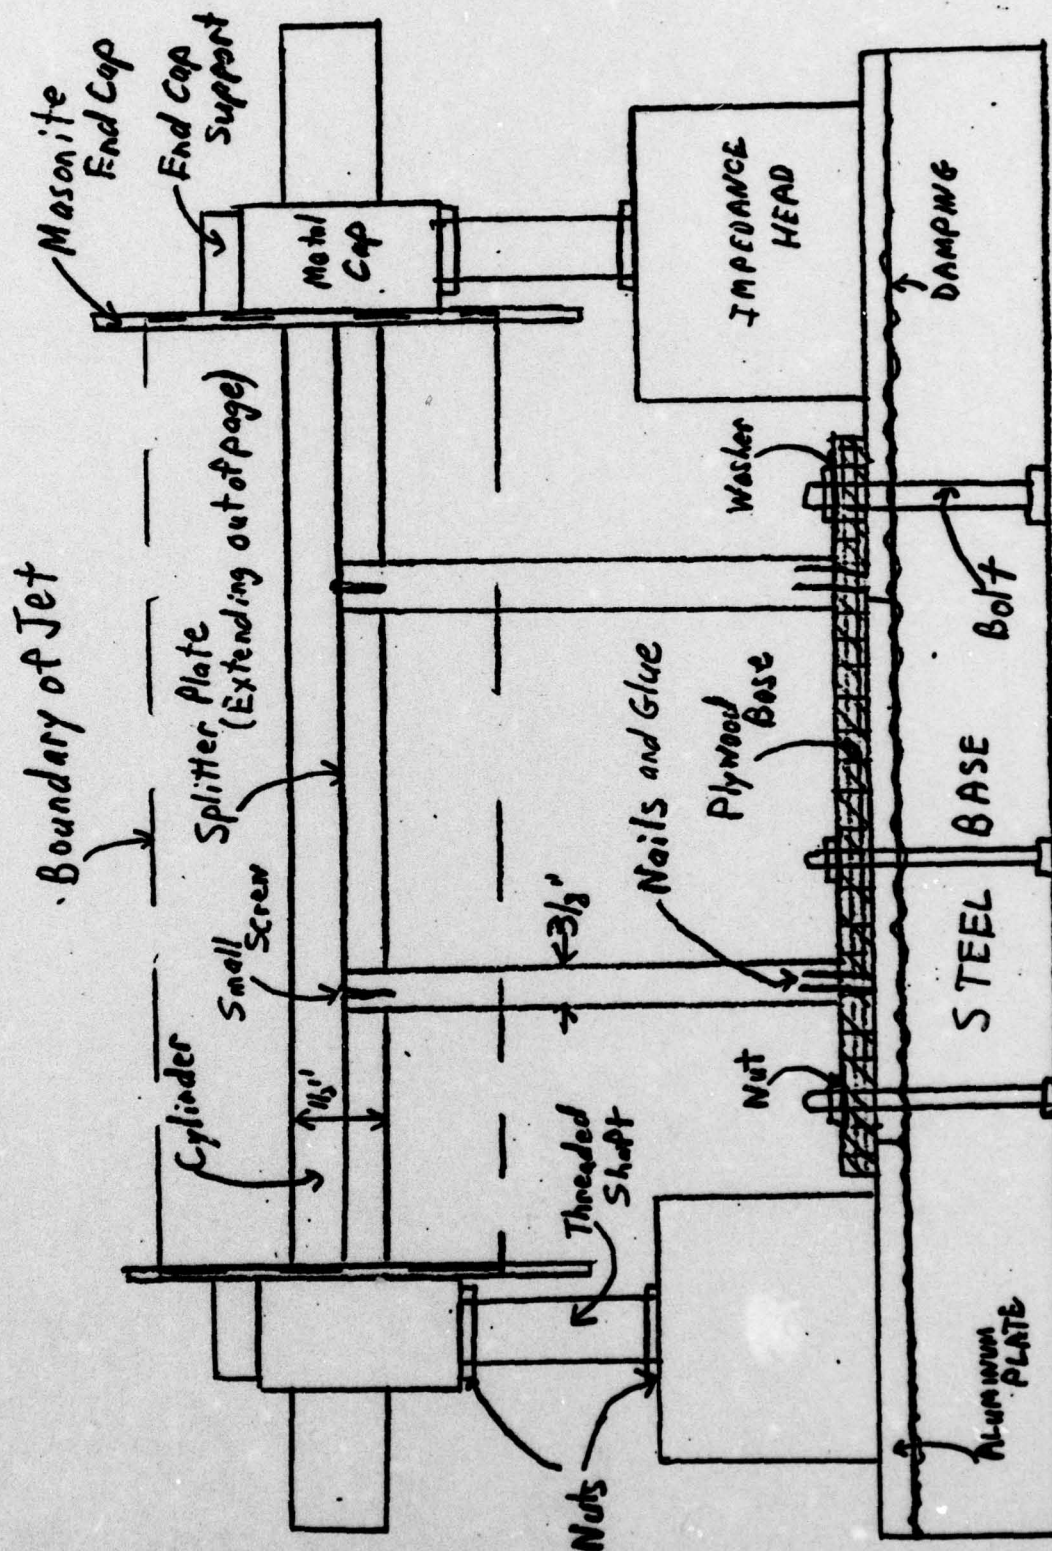 Boundary of Jet
Masonite
End Cap
End Cap
Support
Splitter Plate
(Extending out of page)
Small
Screw
Cylinder
Metal
Cap
Threaded
Shaft
3/8"
Nails and Glue
Nuts
Nut
Plywood
Base
Washer
IMPEDANCE
HEAD
ALUMINUM
PLATE
STEEL BASE
Bolt
DAMPING